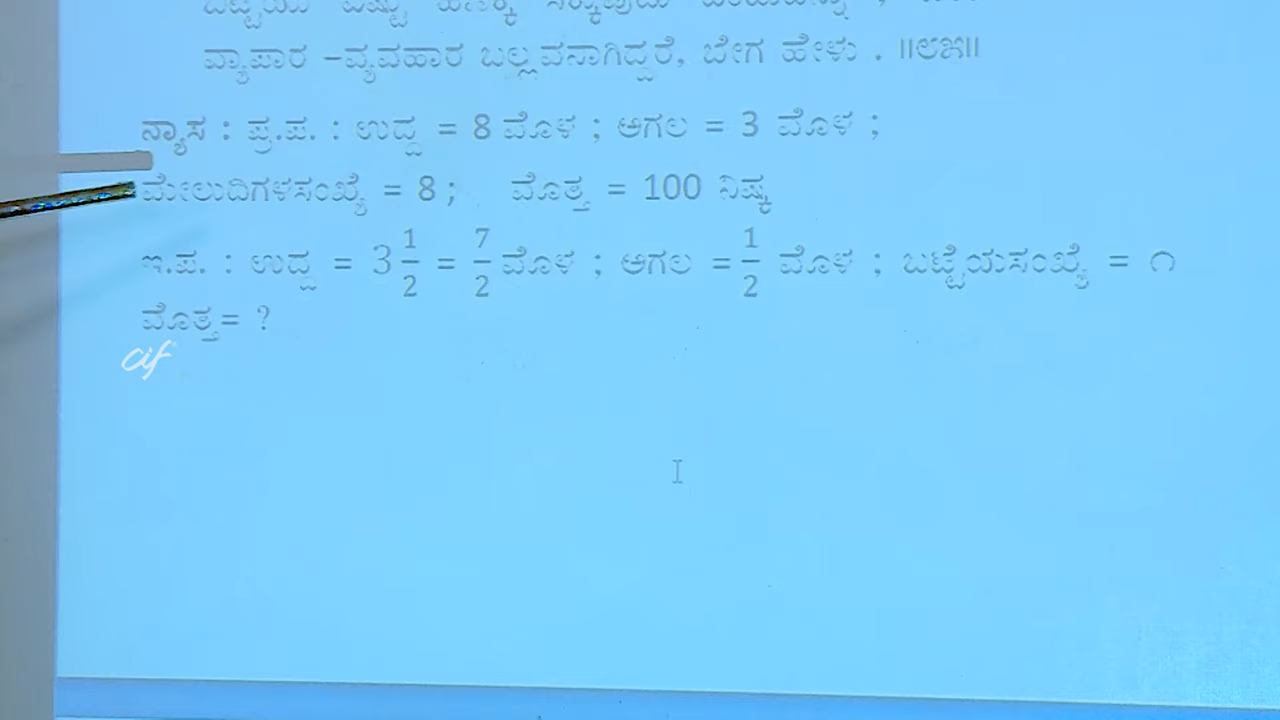 ವ್ಯಾಪಾರ –ವ್ಯವಹಾರ ಬಲ್ಲವನಾಗಿದ್ದರೆ, ಬೇಗ ಹೇಳು . ॥೮೫॥
ನ್ಯಾಸ : ಪ್ರ.ಪ. : ಉದ್ದ = 8 ಮೊಳ ; ಅಗಲ = 3 ಮೊಳ ;
ಮೇಲುದಿಗಳಸಂಖ್ಯೆ = 8 ; ಮೊತ್ತ = 100 ನಿಷ್ಕ
ಇ.ಪ. : ಉದ್ದ = 3 1/2 = 7/2 ಮೊಳ ; ಅಗಲ = 1/2 ಮೊಳ ; ಬಟ್ಟೆಯಸಂಖ್ಯೆ = ೧
ಮೊತ್ತ= ?
cif